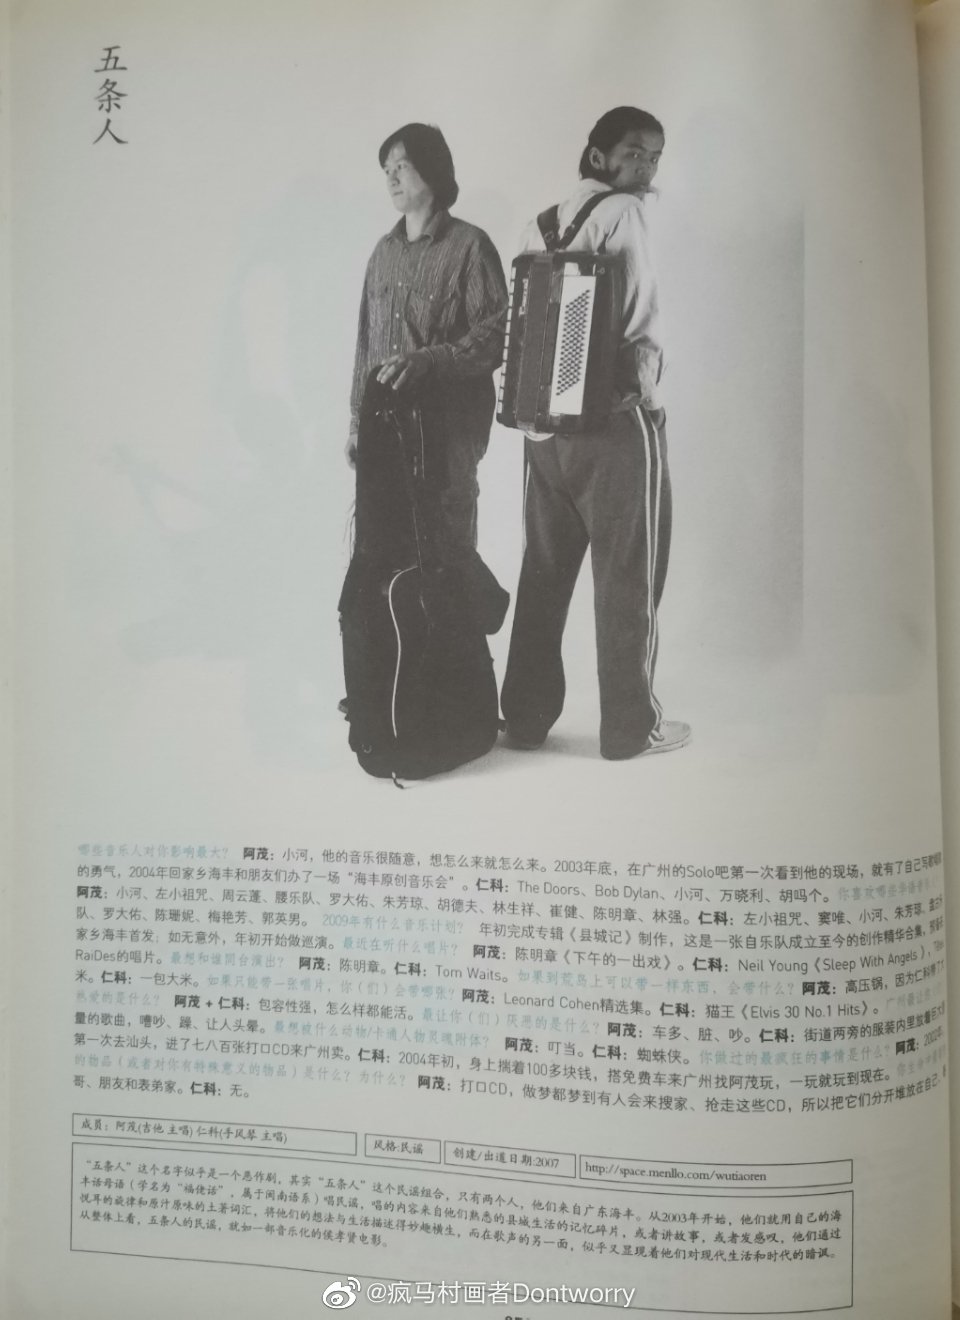 五条人
哪些音乐人对你影响最大? 阿茂：小河，他的音乐很随意，想怎么来就怎么来。2003年底，在广州的Solo吧第一次看到他的现场，就有了自己写歌唱歌
的勇气，2004年回家乡海丰和朋友们办了一场“海丰原创音乐会”。仁科：The Doors、Bob Dylan、小河、万晓利、胡吗个。你喜欢哪些华语音乐人?
阿茂：小河、左小祖咒、周云蓬、腰乐队、罗大佑、朱芳琼、胡德夫、林生祥、崔健、陈明章、林强。仁科：左小祖咒、窦唯、小河、朱芳琼、
队、罗大佑、陈珊妮、梅艳芳、郭英男。 2009年有什么音乐计划? 年初完成专辑《县城记》制作，这是一张自乐队成立至今的创作精华合集，
家乡海丰首发；如无意外，年初开始做巡演。最近在听什么唱片? 阿茂：陈明章《下午的一出戏》。仁科：Neil Young《Sleep With Angels》，
RaiDes的唱片。最想和谁同台演出? 阿茂：陈明章。仁科：Tom Waits。如果到荒岛上可以带一样东西，会带什么? 阿茂：高压锅，因为仁科带了大
米。仁科：一包大米。如果只能带一张唱片，你（们）会带哪张? 阿茂：Leonard Cohen精选集。仁科：猫王《Elvis 30 No.1 Hits》。广州最让你
热爱的是什么? 阿茂＋仁科：包容性强，怎么样都能活。最让你（们）厌恶的是什么? 阿茂：车多、脏、吵。仁科：街道两旁的服装内里放着巨大音
量的歌曲，嘈吵、躁、让人头晕。最想被什么动物/卡通人物灵魂附体? 阿茂：叮当。仁科：蜘蛛侠。你做过的最疯狂的事情是什么? 阿茂：2002年
第一次去汕头，进了七八百张打口CD来广州卖。仁科：2004年初，身上揣着100多块钱，搭免费车来广州找阿茂玩，一玩就玩到现在。
的物品（或者对你有特殊意义的物品）是什么? 为什么? 阿茂：打口CD，做梦都梦到有人会来搜家、抢走这些CD，所以把它们分开堆放在自己、
哥、朋友和表弟家。仁科：无。
成员：阿茂(吉他 主唱) 仁科(手风琴 主唱)
风格:民谣
创建/出道日期:2007
http://space.menllo.com/wutiaoren
“五条人”这个名字似乎是一个恶作剧，其实“五条人”这个民谣组合，只有两个人，他们来自广东海丰。从2003年开始，他们就用自己的海
丰话母语（学名为“福佬话”，属于闽南语系）唱民谣，唱的内容来自他们熟悉的县城生活的记忆碎片，或者讲故事，或者发感叹，他们通过
悦耳的旋律和原汁原味的土著词汇，将他们的想法与生活描述得妙趣横生，而在歌声的另一面，似乎又显现着他们对现代生活和时代的暗讽。
从整体上看，五条人的民谣，就如一部音乐化的侯孝贤电影。
@疯马村画者Dontworry